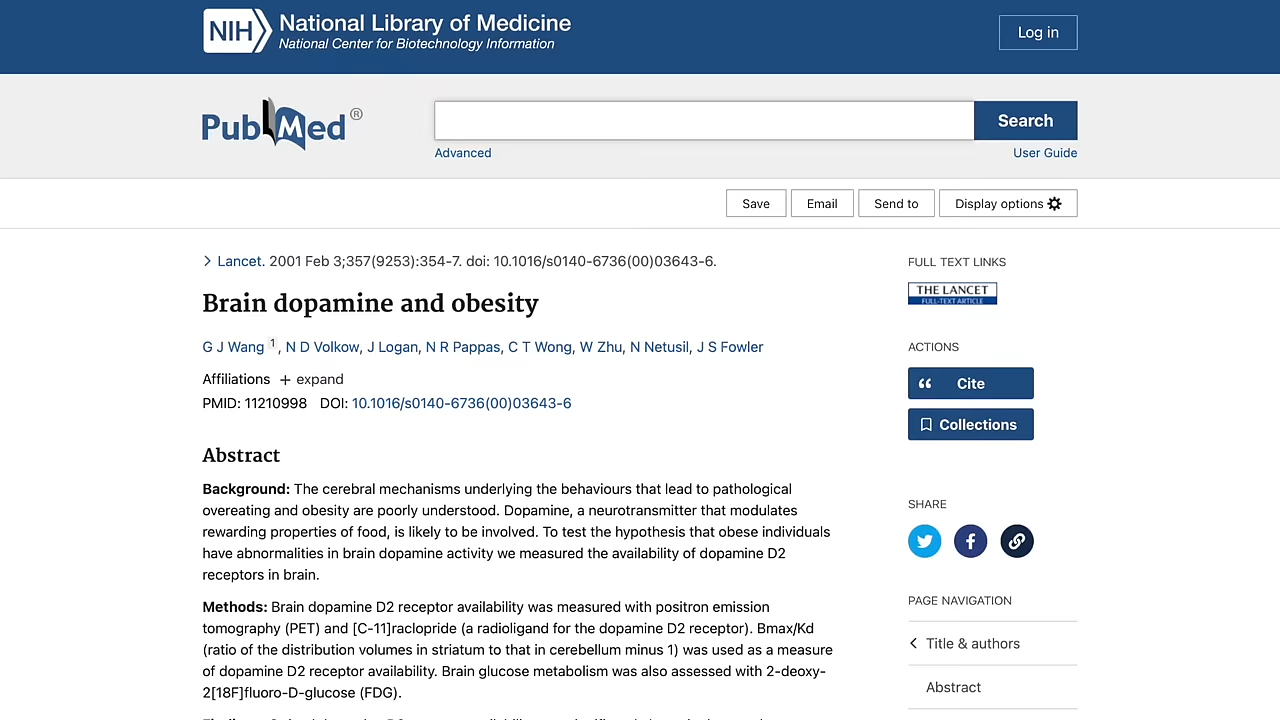 NIH National Library of Medicine
National Center for Biotechnology Information
Log in
PubMed®
Search
Advanced
User Guide
Save
Email
Send to
Display options
Lancet. 2001 Feb 3;357(9253):354-7. doi: 10.1016/s0140-6736(00)03643-6.
Brain dopamine and obesity
G J Wang 1, N D Volkow, J Logan, N R Pappas, C T Wong, W Zhu, N Netusil, J S Fowler
Affiliations + expand
PMID: 11210998 DOI: 10.1016/s0140-6736(00)03643-6
Abstract
Background: The cerebral mechanisms underlying the behaviours that lead to pathological
overeating and obesity are poorly understood. Dopamine, a neurotransmitter that modulates
rewarding properties of food, is likely to be involved. To test the hypothesis that obese individuals
have abnormalities in brain dopamine activity we measured the availability of dopamine D2
receptors in brain.
Methods: Brain dopamine D2 receptor availability was measured with positron emission
tomography (PET) and [C-11]raclopride (a radioligand for the dopamine D2 receptor). Bmax/Kd
(ratio of the distribution volumes in striatum to that in cerebellum minus 1) was used as a measure
of dopamine D2 receptor availability. Brain glucose metabolism was also assessed with 2-deoxy-
2[18F]fluoro-D-glucose (FDG).
FULL TEXT LINKS
THE LANCET
FULL-TEXT ARTICLE
ACTIONS
Cite
Collections
SHARE
PAGE NAVIGATION
Title & authors
Abstract